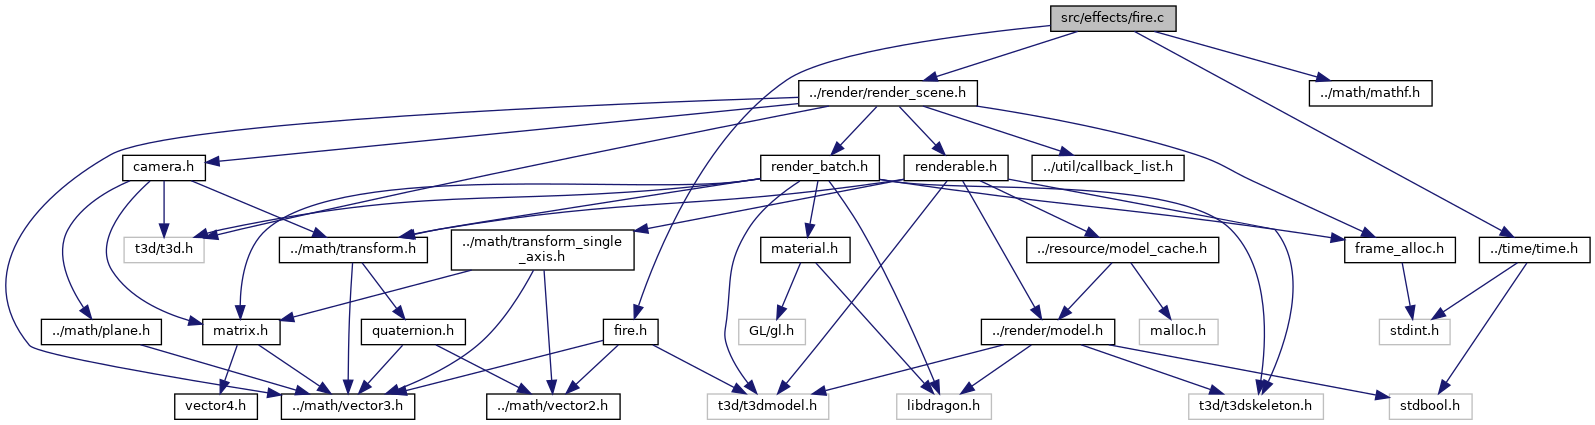 src/effects/fire.c
../render/render_scene.h
../math/mathf.h
camera.h
render_batch.h
renderable.h
../util/callback_list.h
t3d/t3d.h
../math/transform.h
../math/transform_single
_axis.h
material.h
../resource/model_cache.h
frame_alloc.h
../time/time.h
../math/plane.h
matrix.h
quaternion.h
fire.h
GL/gl.h
../render/model.h
malloc.h
stdint.h
vector4.h
../math/vector3.h
../math/vector2.h
t3d/t3dmodel.h
libdragon.h
t3d/t3dskeleton.h
stdbool.h